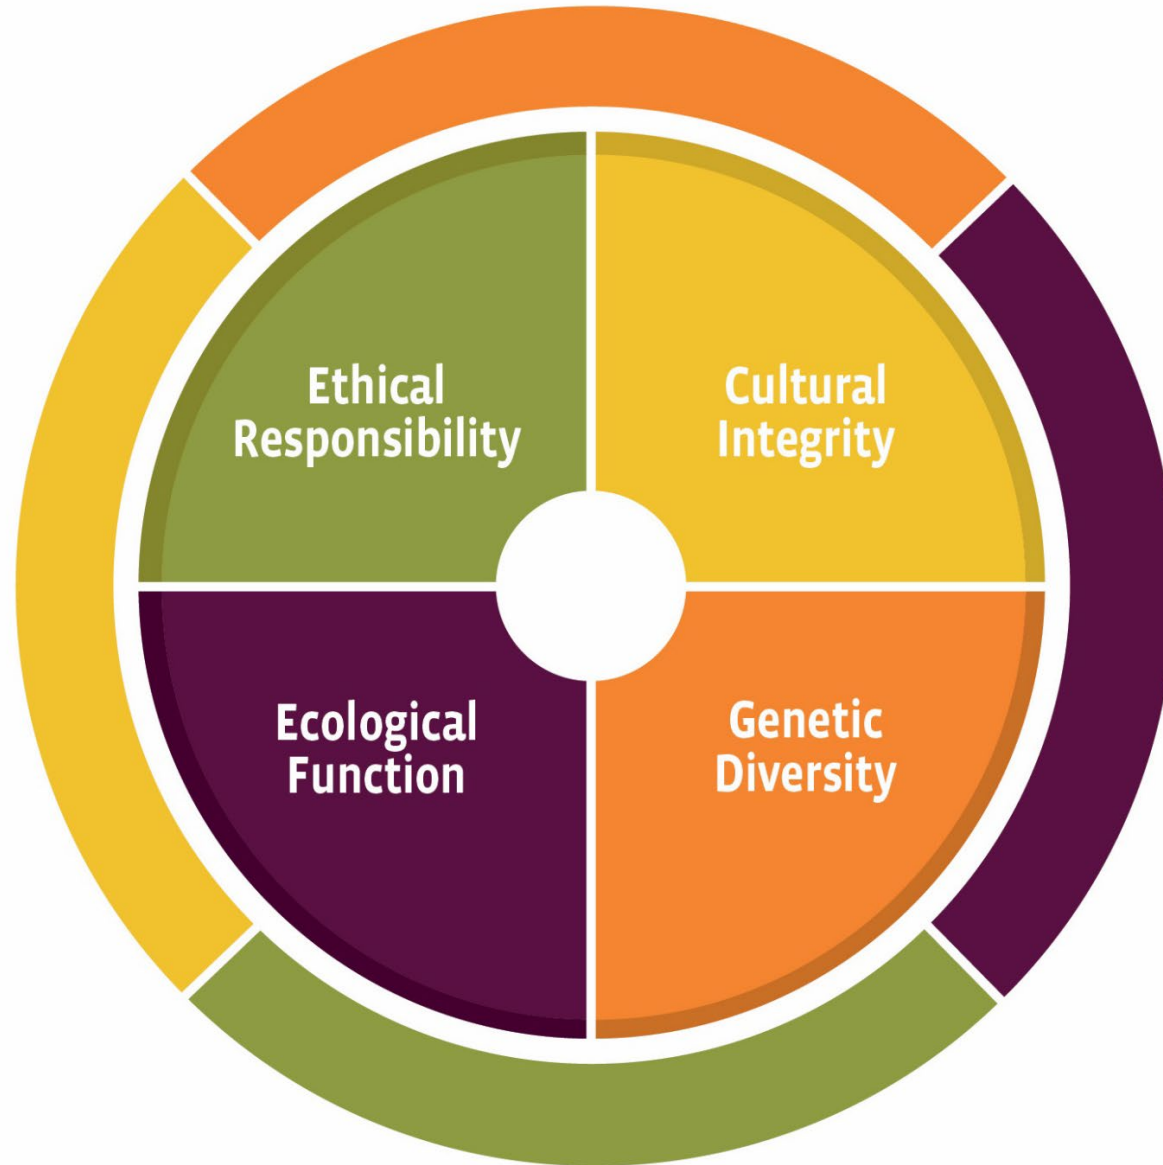 Ethical
Responsibility
Cultural
Integrity
Ecological
Function
Genetic
Diversity